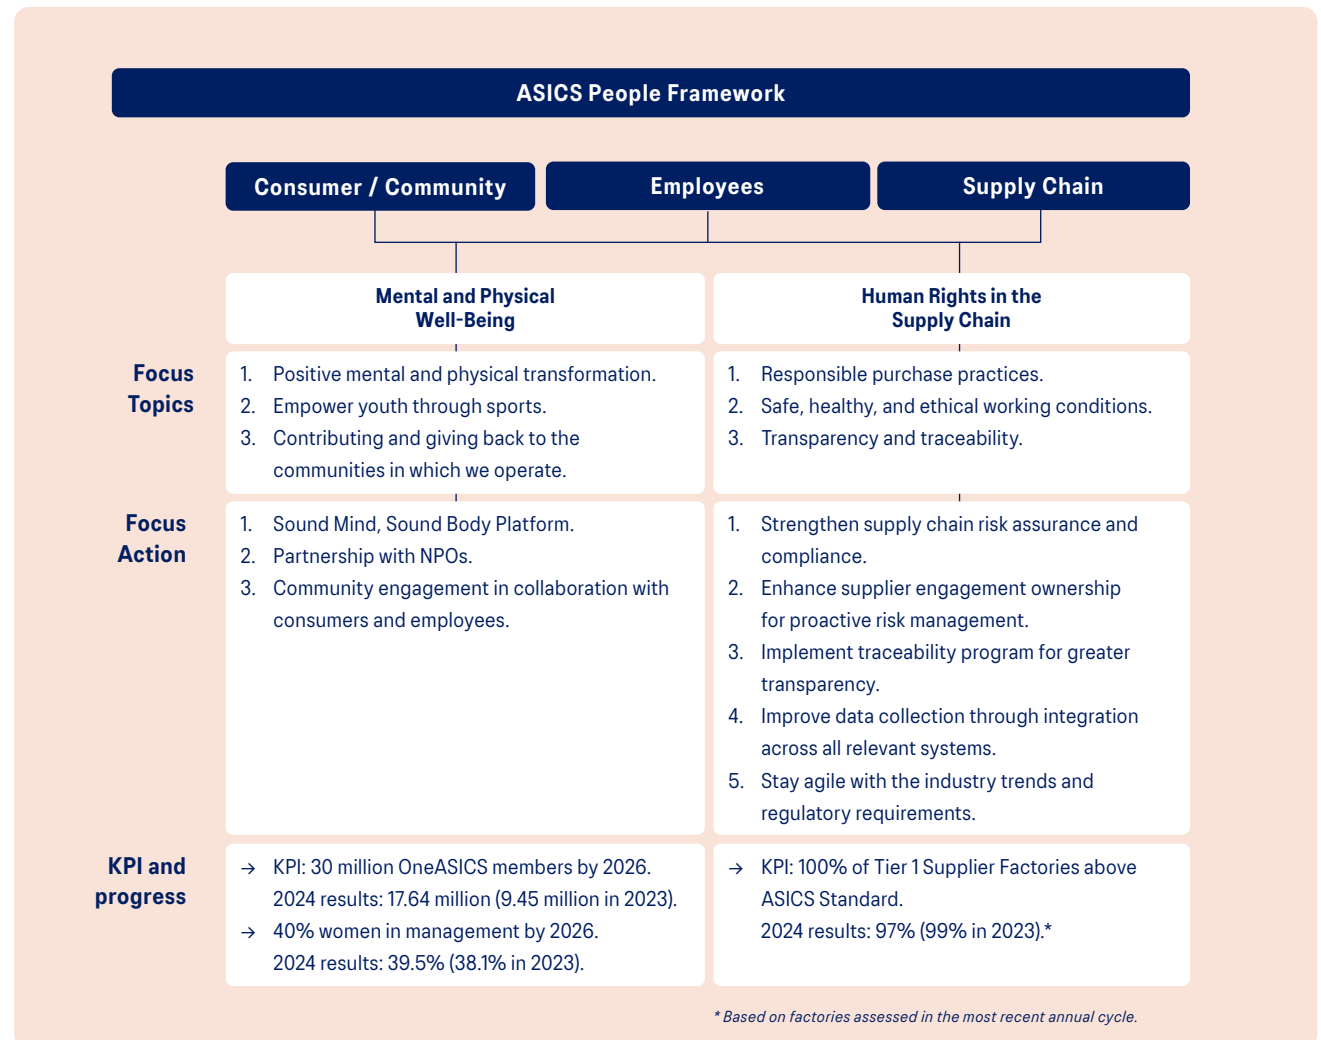 ASICS People Framework
Consumer / Community
Employees
Supply Chain
Mental and Physical
Well-Being
Human Rights in the
Supply Chain
Focus
Topics
1. Positive mental and physical transformation.
2. Empower youth through sports.
3. Contributing and giving back to the
communities in which we operate.
1. Responsible purchase practices.
2. Safe, healthy, and ethical working conditions.
3. Transparency and traceability.
Focus
Action
1. Sound Mind, Sound Body Platform.
2. Partnership with NPOs.
3. Community engagement in collaboration with
consumers and employees.
1. Strengthen supply chain risk assurance and
compliance.
2. Enhance supplier engagement ownership
for proactive risk management.
3. Implement traceability program for greater
transparency.
4. Improve data collection through integration
across all relevant systems.
5. Stay agile with the industry trends and
regulatory requirements.
KPI and
progress
→ KPI: 30 million OneASICS members by 2026.
2024 results: 17.64 million (9.45 million in 2023).
→ 40% women in management by 2026.
2024 results: 39.5% (38.1% in 2023).
→ KPI: 100% of Tier 1 Supplier Factories above
ASICS Standard.
2024 results: 97% (99% in 2023).*
* Based on factories assessed in the most recent annual cycle.